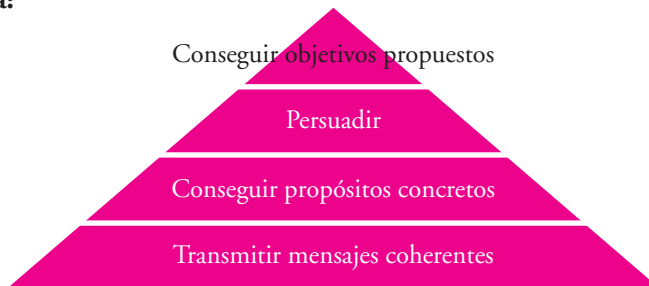 a:
Conseguir objetivos propuestos
Persuadir
Conseguir propósitos concretos
Transmitir mensajes coherentes